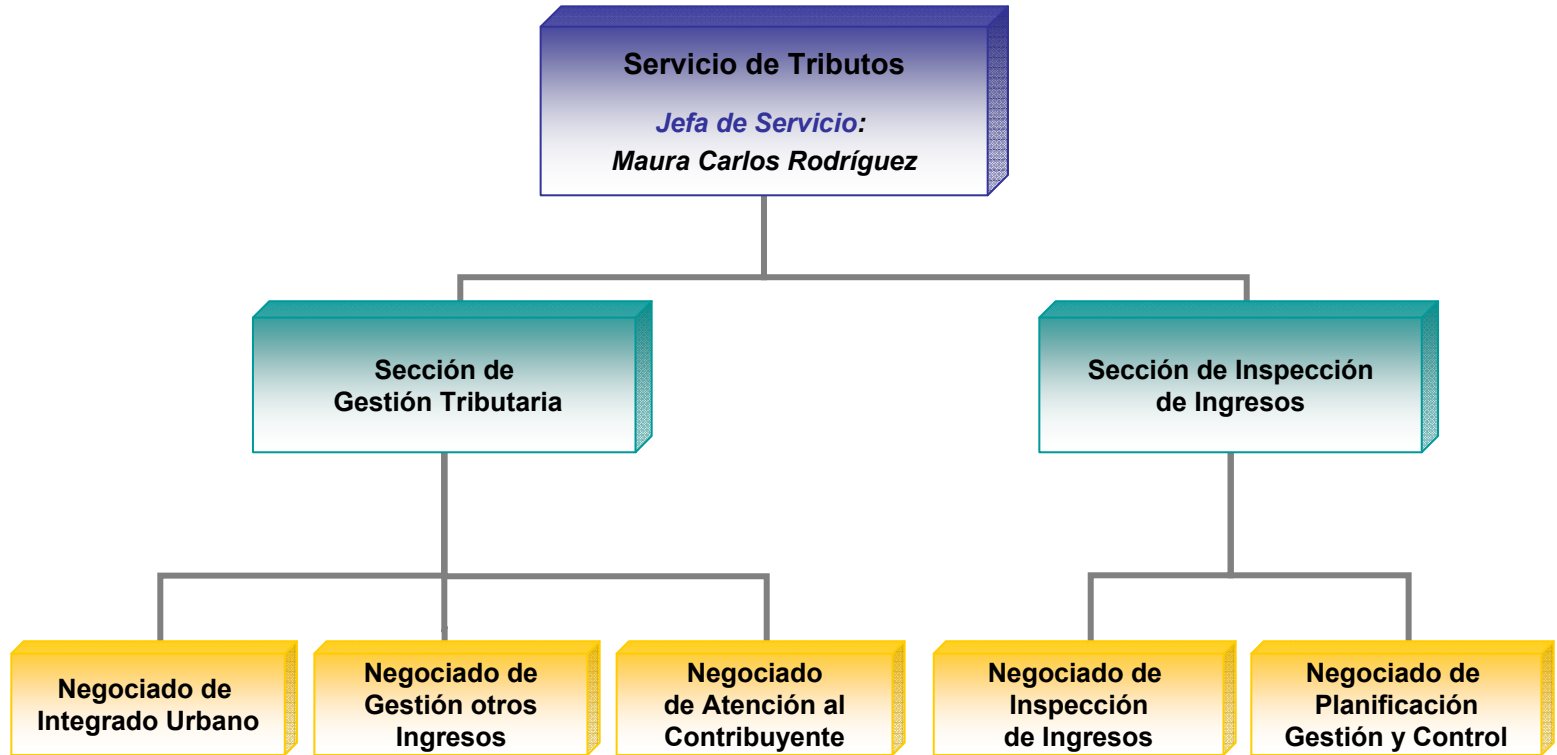 Servicio de Tributos
Jefa de Servicio:
Maura Carlos Rodríguez
Sección de
Gestión Tributaria
Sección de Inspección
de Ingresos
Negociado de
Integrado Urbano
Negociado de
Gestión otros
Ingresos
Negociado
de Atención al
Contribuyente
Negociado de
Inspección
de Ingresos
Negociado de
Planificación
Gestión y Control